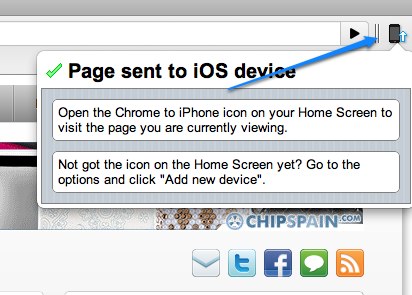 Page sent to iOS device
Open the Chrome to iPhone icon on your Home Screen to
visit the page you are currently viewing.
Not got the icon on the Home Screen yet? Go to the
options and click "Add new device".
CHIPSPAIN.COM